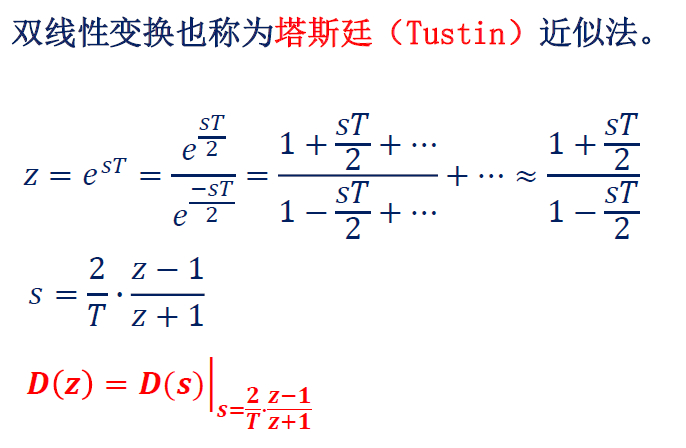 双线性变换也称为塔斯廷（Tustin）近似法。
z = e^{sT} = \frac{e^{\frac{sT}{2}}}{e^{\frac{-sT}{2}}} = \frac{1 + \frac{sT}{2} + \cdots}{1 - \frac{sT}{2} + \cdots} + \cdots \approx \frac{1 + \frac{sT}{2}}{1 - \frac{sT}{2}}
s = \frac{2}{T} \cdot \frac{z - 1}{z + 1}
D(z) = D(s)|_{s = \frac{2}{T} \cdot \frac{z-1}{z+1}}